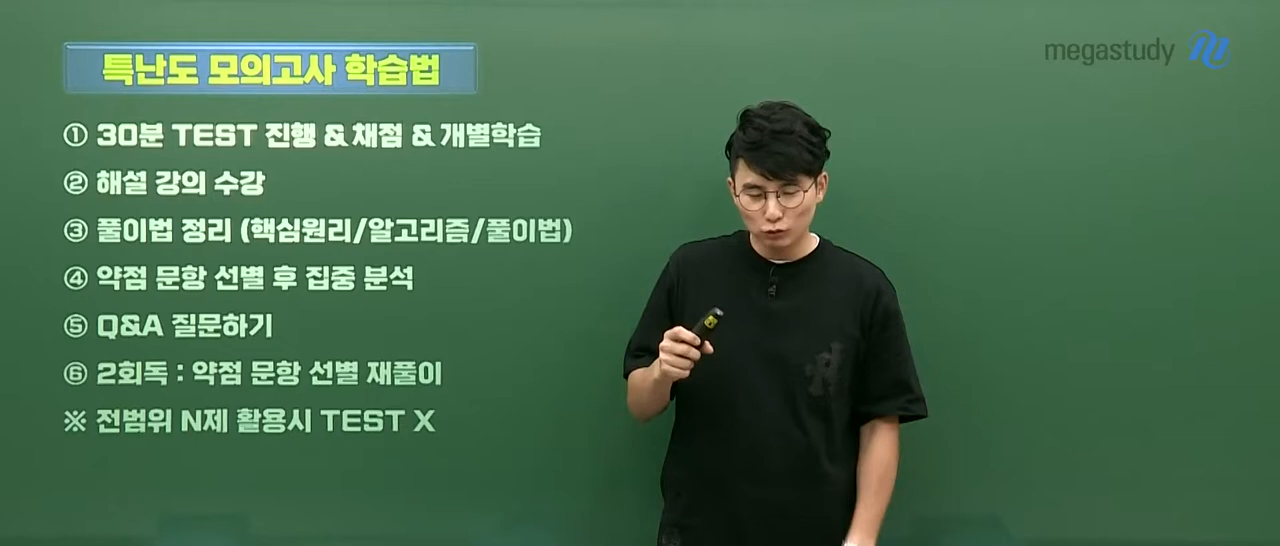 특난도 모의고사 학습법
megastudy
① 30분 TEST 진행 & 채점 & 개별학습
② 해설 강의 수강
③ 풀이법 정리 (핵심원리/알고리즘/풀이법)
④ 약점 문항 선별 후 집중 분석
⑤ Q&A 질문하기
⑥ 2회독 : 약점 문항 선별 재풀이
※ 전범위 N제 활용시 TEST X